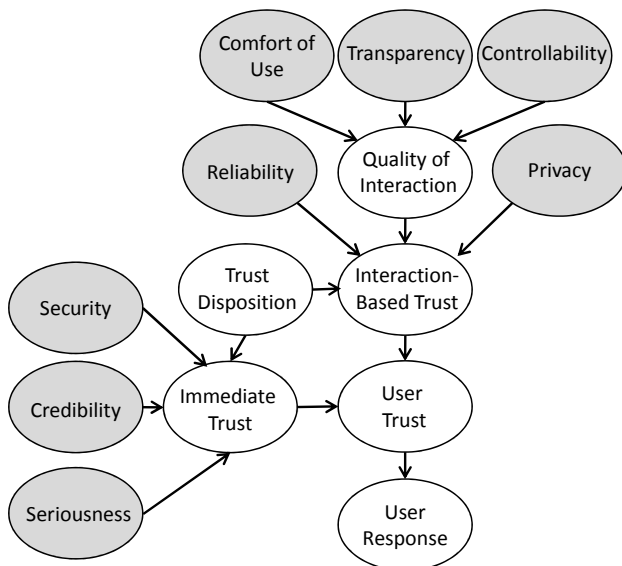 Comfort of
Use
Transparency
Controllability
Reliability
Quality of
Interaction
Privacy
Trust
Disposition
Interaction-
Based Trust
Security
Credibility
Immediate
Trust
User
Trust
Seriousness
User
Response